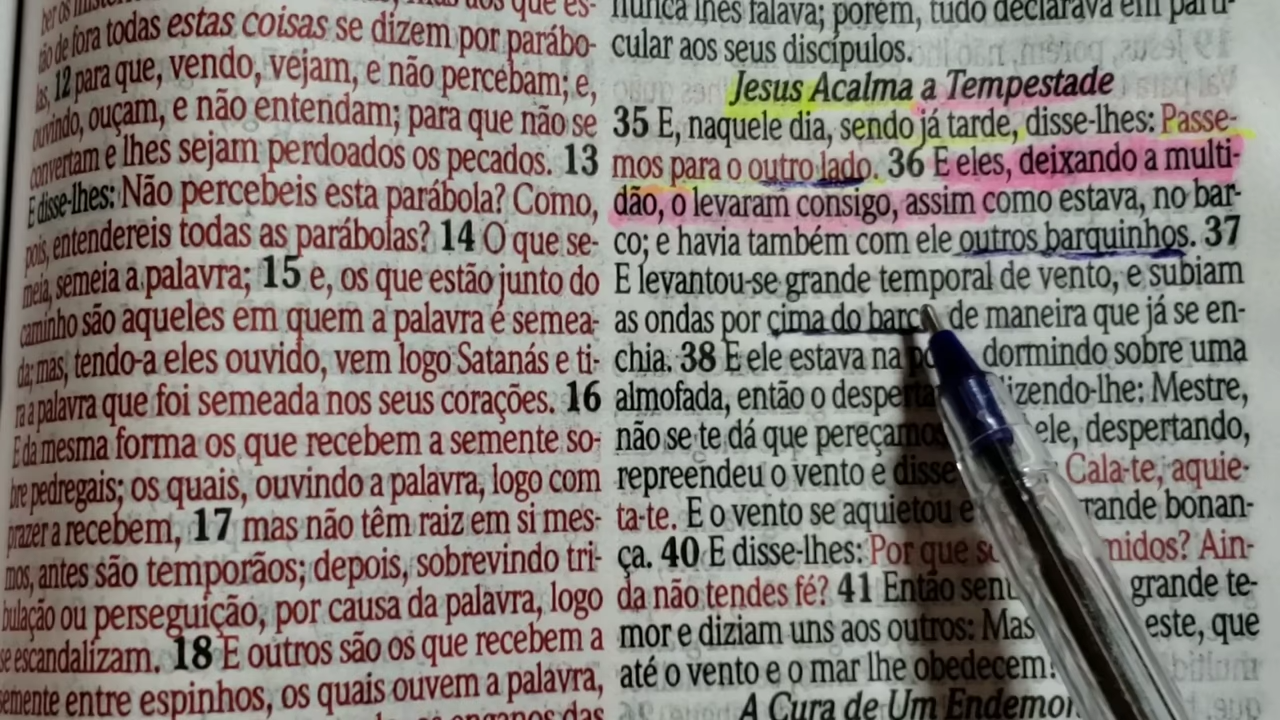 tão de fora todas estas coisas se dizem por parábo-
las, 12 para que, vendo, vejam, e não percebam; e,
ouvindo, ouçam, e não entendam; para que não se
convertam e lhes sejam perdoados os pecados. 13
E disse-lhes: Não percebeis esta parábola? Como,
pois, entendereis todas as parábolas? 14 O que se-
meia, semeia a palavra; 15 e, os que estão junto do
caminho são aqueles em quem a palavra é semea-
da; mas, tendo-a eles ouvido, vem logo Satanás e ti-
ra a palavra que foi semeada nos seus corações. 16
E da mesma forma os que recebem a semente so-
bre pedregais; os quais, ouvindo a palavra, logo com
prazer a recebem, 17 mas não têm raiz em si mes-
mos, antes são temporãos; depois, sobrevindo tri-
bulação ou perseguição, por causa da palavra, logo
se escandalizam. 18 E outros são os que recebem a
semente entre espinhos, os quais ouvem a palavra,
nunca lhes falava; porém, tudo declarava em parti-
cular aos seus discípulos.
Jesus Acalma a Tempestade
35 E, naquele dia, sendo já tarde, disse-lhes: Passe-
mos para o outro lado. 36 E eles, deixando a multi-
dão, o levaram consigo, assim como estava, no bar-
co; e havia também com ele outros barquinhos. 37
E levantou-se grande temporal de vento, e subiam
as ondas por cima do barc de maneira que já se en-
chia. 38 E ele estava na dormindo sobre uma
almofada, então o desperta izendo-lhe: Mestre,
não se te dá que pereçamos ele, despertando,
repreendeu o vento e disse Cala-te, aquie-
ta-te. E o vento se aquietou e rande bonan-
ça. 40 E disse-lhes: Por que midos? Ain-
da não tendes fé? 41 Então grande te-
mor e diziam uns aos outros: Mas este, que
até o vento e o mar lhe obedecem!
A Cura de Um Endemon